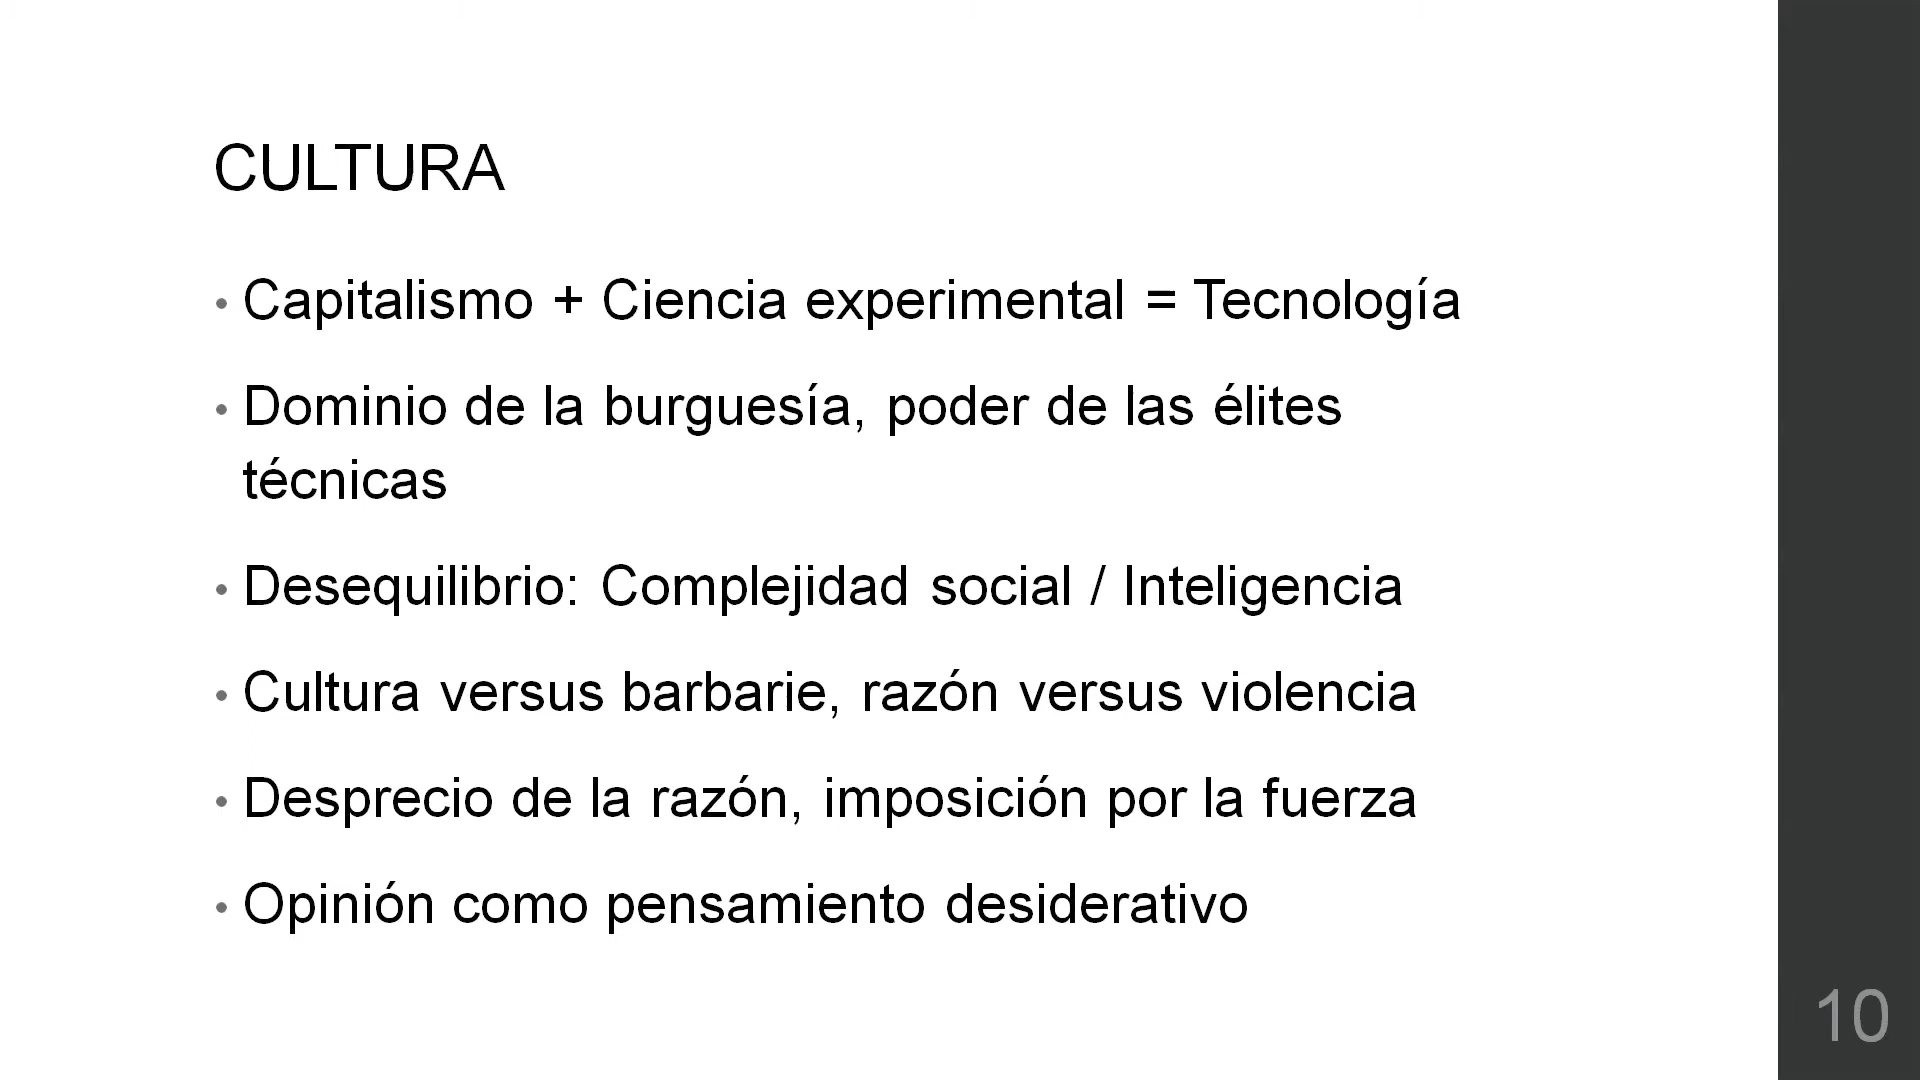 CULTURA
• Capitalismo + Ciencia experimental = Tecnología
• Dominio de la burguesía, poder de las élites
técnicas
• Desequilibrio: Complejidad social / Inteligencia
• Cultura versus barbarie, razón versus violencia
• Desprecio de la razón, imposición por la fuerza
• Opinión como pensamiento desiderativo
10